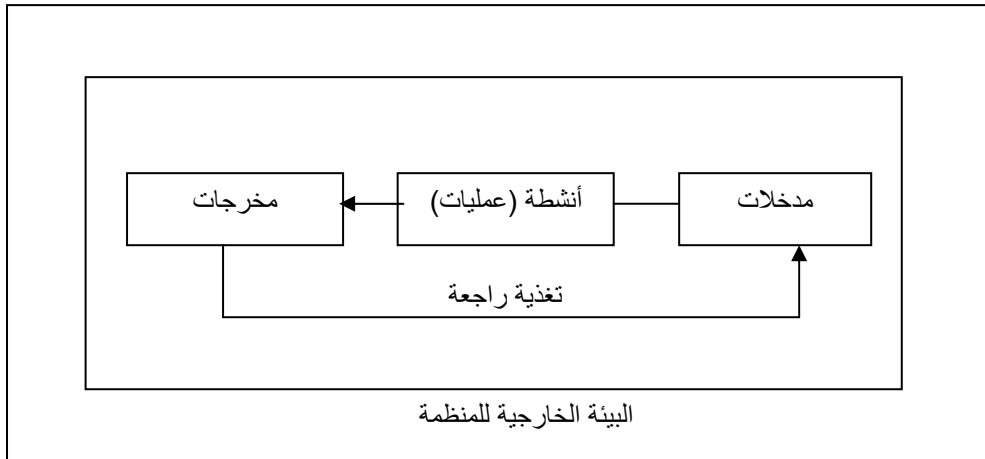 مدخلات
أنشطة (عمليات)
مخرجات
تغذية راجعة
البيئة الخارجية للمنظمة